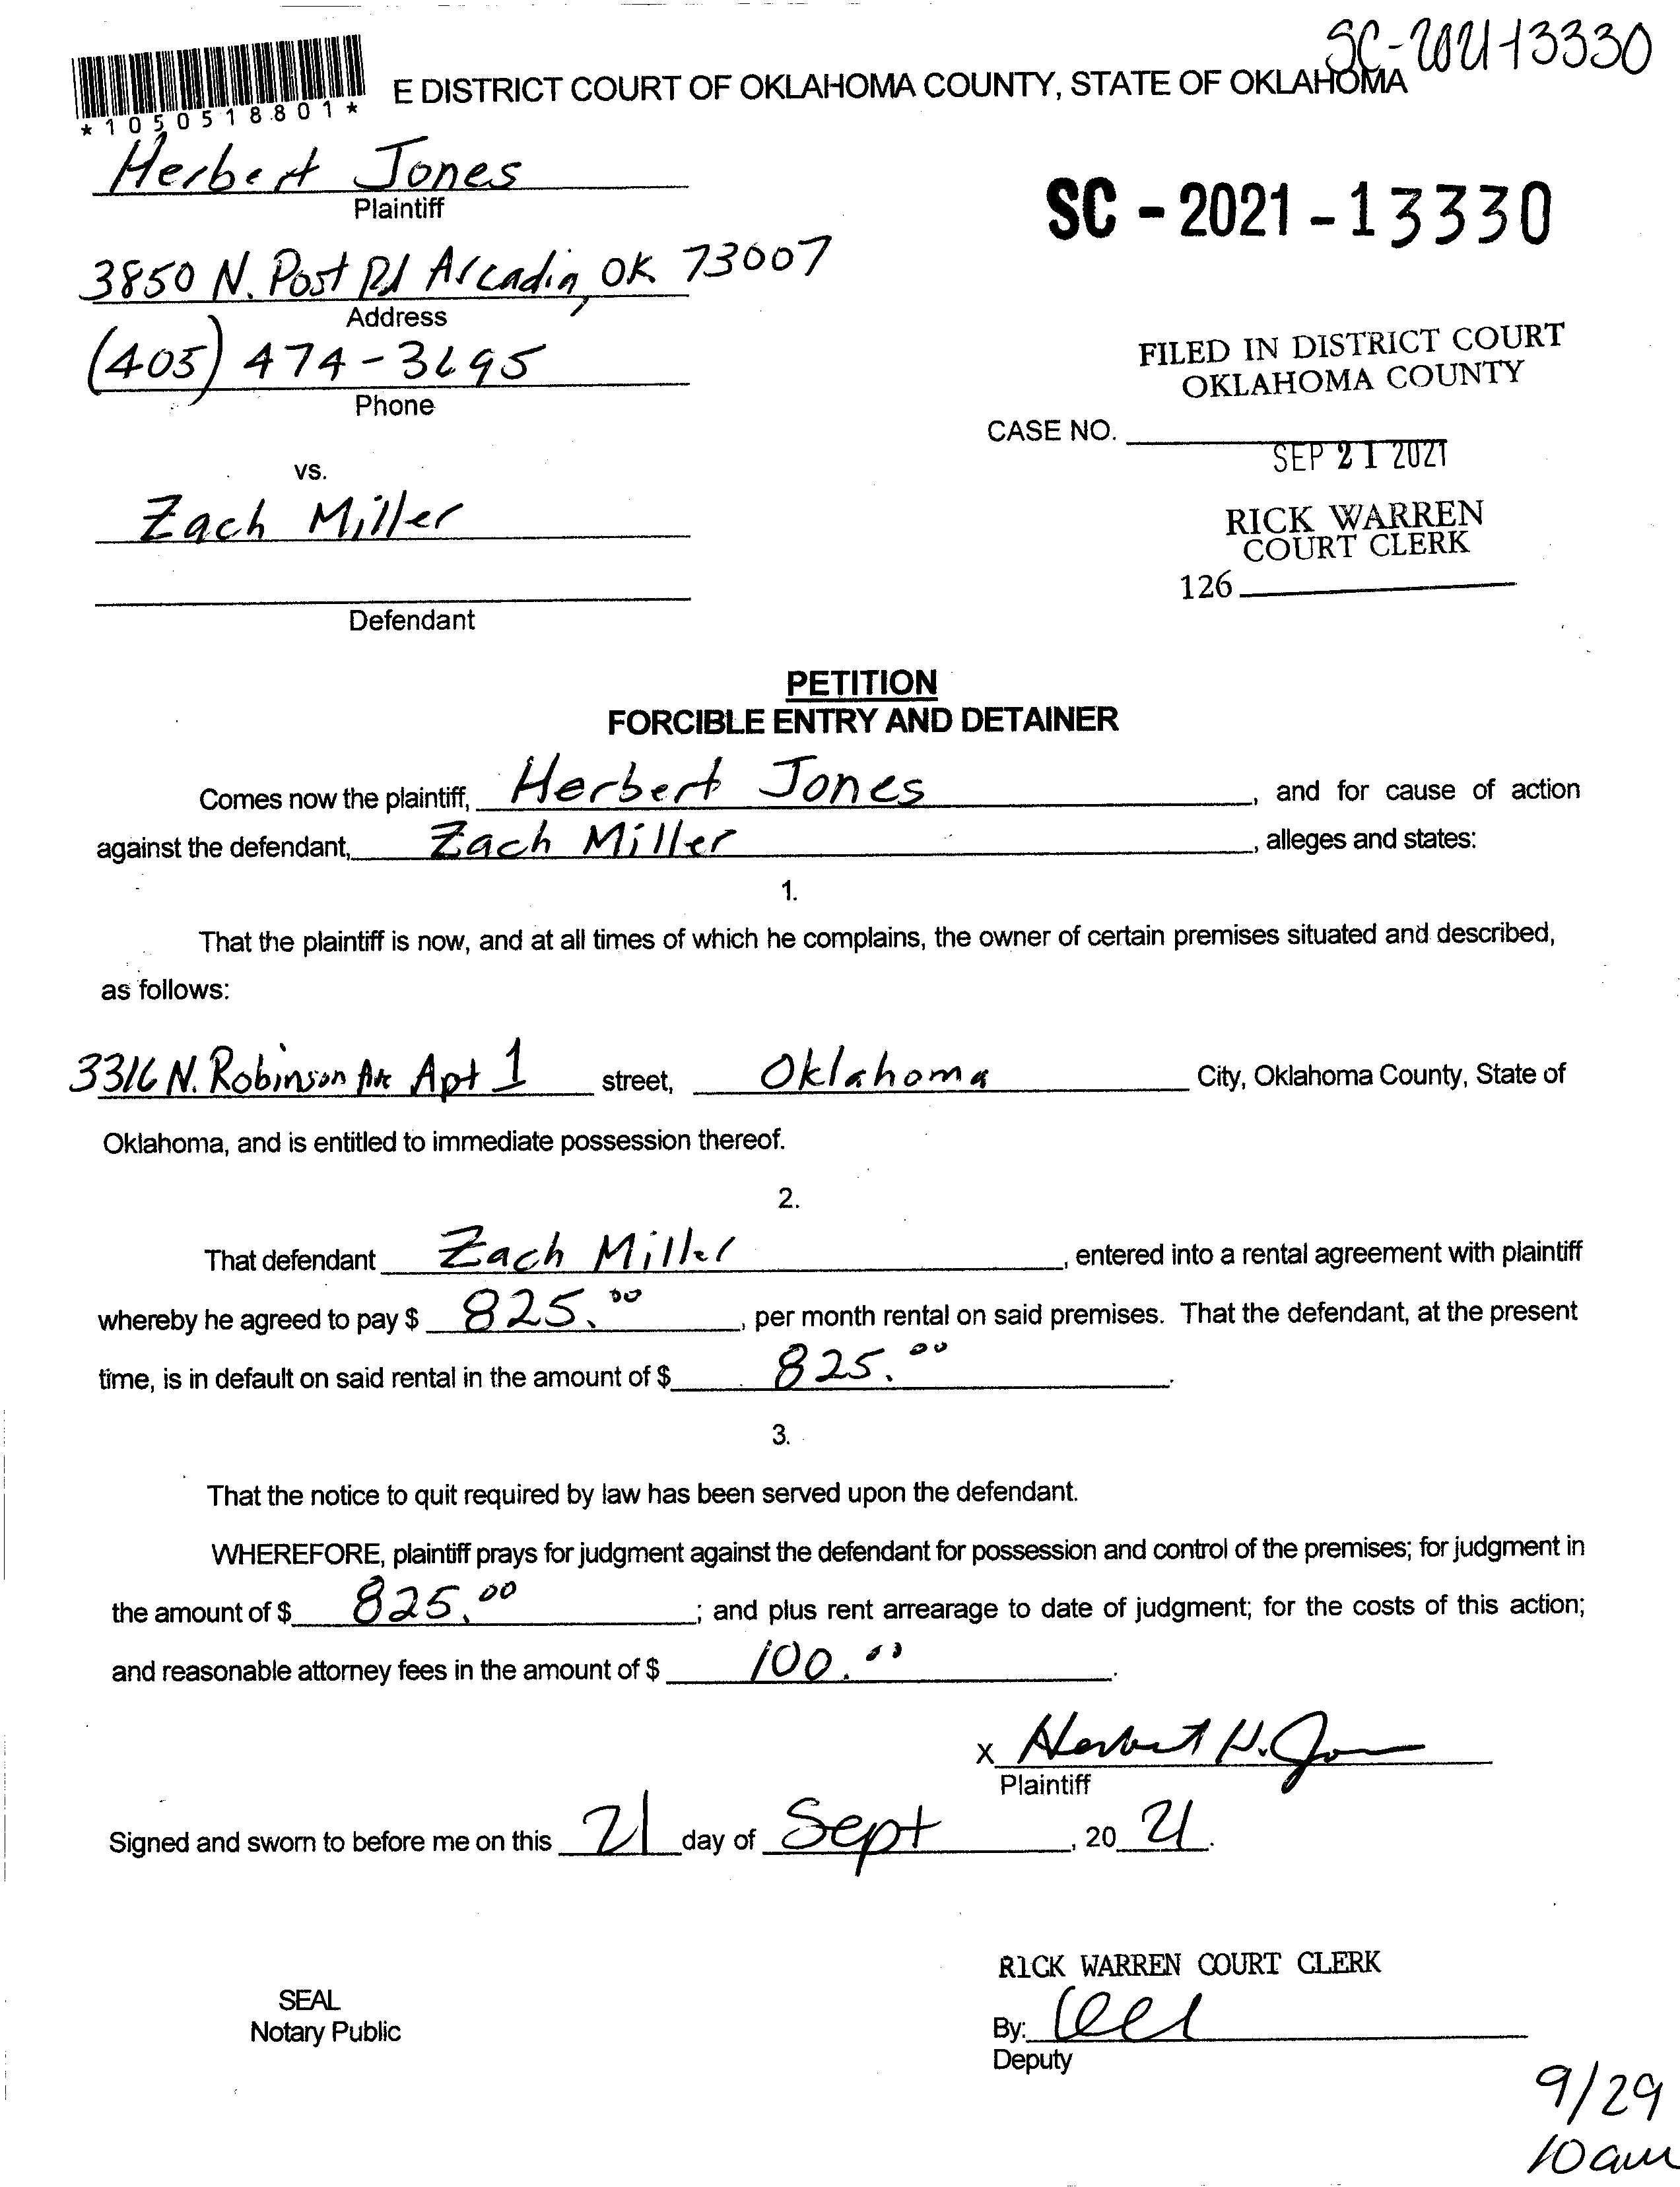 SC-2021-13330
*1050518801*
E DISTRICT COURT OF OKLAHOMA COUNTY, STATE OF OKLAHOMA
Herbert Jones
Plaintiff
SC - 2021 - 13330
3850 N. Post Rd Arcadia, OK 73007
Address
(405) 474-3695
Phone
FILED IN DISTRICT COURT
OKLAHOMA COUNTY
CASE NO.
SEP 21 2021
vs.
Zach Miller
RICK WARREN
COURT CLERK
126
Defendant
PETITION
FORCIBLE ENTRY AND DETAINER
Comes now the plaintiff, Herbert Jones, and for cause of action
against the defendant, Zach Miller, alleges and states:
1.
That the plaintiff is now, and at all times of which he complains, the owner of certain premises situated and described,
as follows:
3316 N. Robinson Ave Apt 1 street, Oklahoma City, Oklahoma County, State of
Oklahoma, and is entitled to immediate possession thereof.
2.
That defendant Zach Miller, entered into a rental agreement with plaintiff
whereby he agreed to pay $ 825.00, per month rental on said premises. That the defendant, at the present
time, is in default on said rental in the amount of $ 825.00.
3.
That the notice to quit required by law has been served upon the defendant.
WHEREFORE, plaintiff prays for judgment against the defendant for possession and control of the premises; for judgment in
the amount of $ 825.00; and plus rent arrearage to date of judgment; for the costs of this action;
and reasonable attorney fees in the amount of $ 100.00.
x Herbert H. Jones
Plaintiff
Signed and sworn to before me on this 21 day of Sept, 20 21.
R1CK WARREN COURT CLERK
SEAL
Notary Public
By:
Deputy
9/29
10am